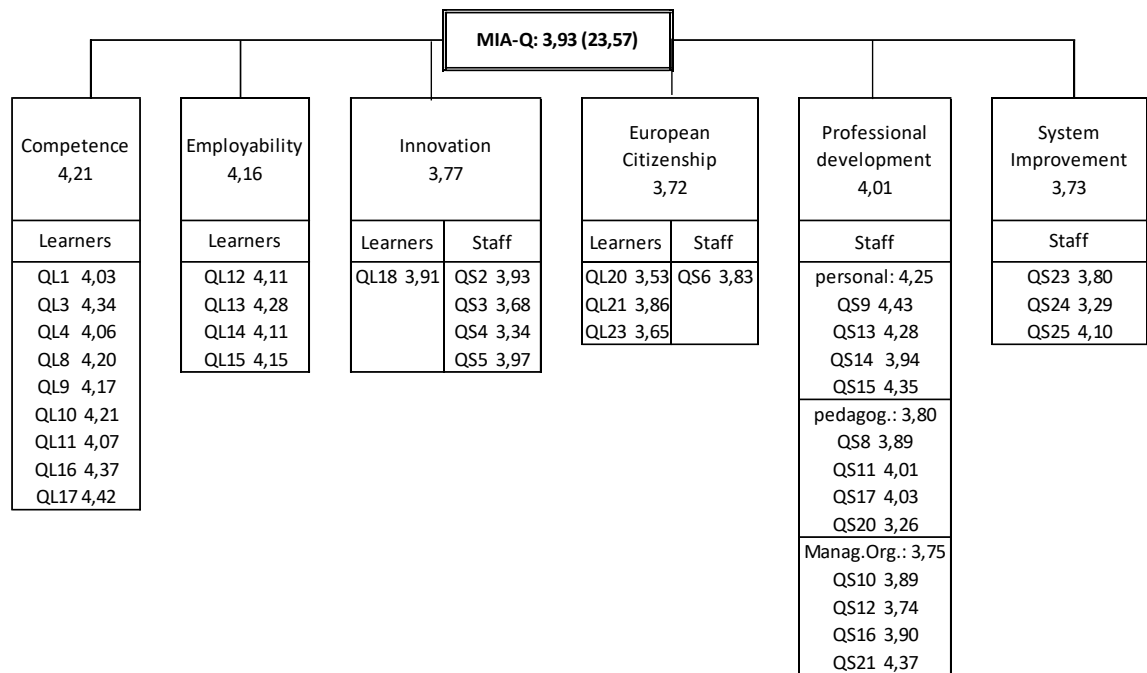 MIA-Q: 3,93 (23,57)
Competence
4,21
Learners
QL1 4,03
QL3 4,34
QL4 4,06
QL8 4,20
QL9 4,17
QL10 4,21
QL11 4,07
QL16 4,37
QL17 4,42
Employability
4,16
Learners
QL12 4,11
QL13 4,28
QL14 4,11
QL15 4,15
Innovation
3,77
Learners
QL18 3,91
Staff
QS2 3,93
QS3 3,68
QS4 3,34
QS5 3,97
European
Citizenship
3,72
Learners
QL20 3,53
QL21 3,86
QL23 3,65
Staff
QS6 3,83
Professional
development
4,01
Staff
personal: 4,25
QS9 4,43
QS13 4,28
QS14 3,94
QS15 4,35
pedagog.: 3,80
QS8 3,89
QS11 4,01
QS17 4,03
QS20 3,26
Manag.Org.: 3,75
QS10 3,89
QS12 3,74
QS16 3,90
QS21 4,37
System
Improvement
3,73
Staff
QS23 3,80
QS24 3,29
QS25 4,10